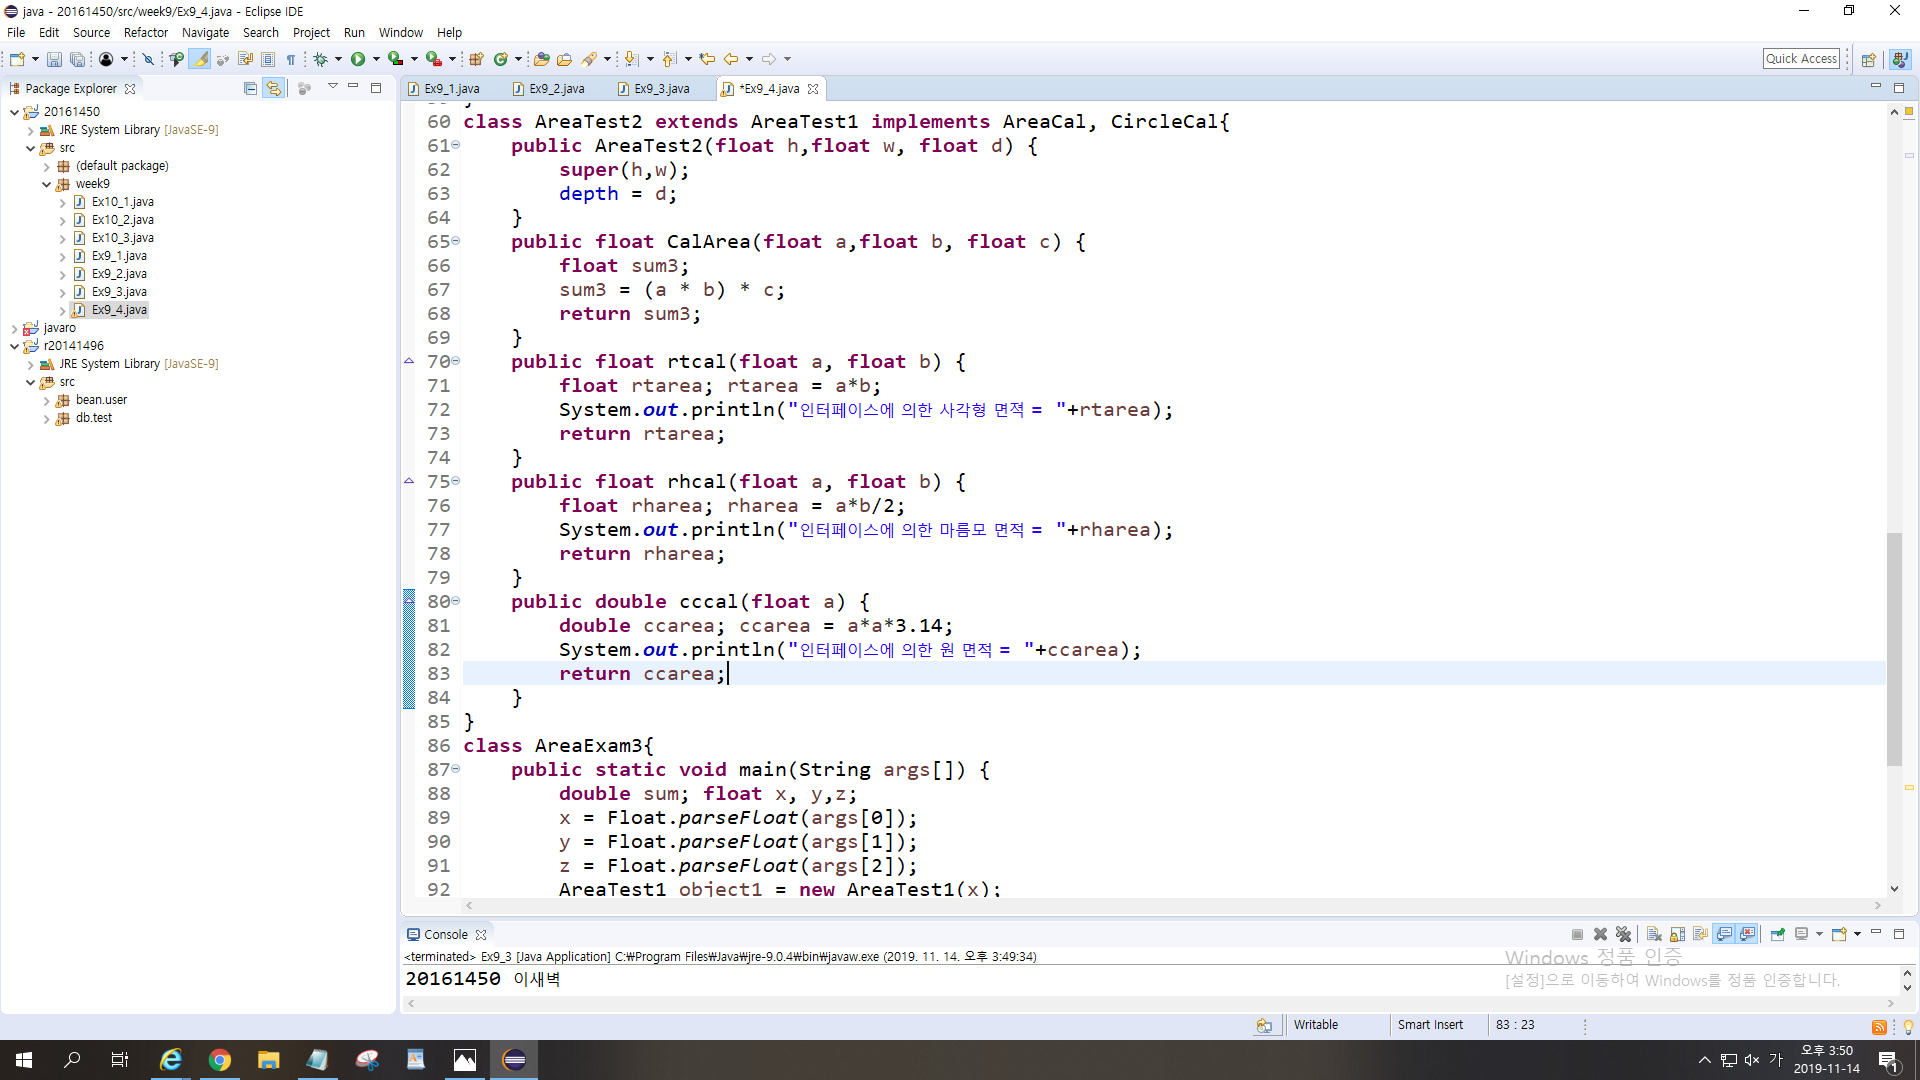 java - 20161450/src/week9/Ex9_4.java - Eclipse IDE
File Edit Source Refactor Navigate Search Project Run Window Help
Quick Access
Package Explorer
20161450
JRE System Library [JavaSE-9]
src
(default package)
week9
Ex10_1.java
Ex10_2.java
Ex10_3.java
Ex9_1.java
Ex9_2.java
Ex9_3.java
Ex9_4.java
javaro
r20141496
JRE System Library [JavaSE-9]
src
bean.user
db.test
Ex9_1.java Ex9_2.java Ex9_3.java *Ex9_4.java
60 class AreaTest2 extends AreaTest1 implements AreaCal, CircleCal{
61 public AreaTest2(float h,float w, float d) {
62 super(h,w);
63 depth = d;
64 }
65 public float CalArea(float a,float b, float c) {
66 float sum3;
67 sum3 = (a * b) * c;
68 return sum3;
69 }
70 public float rtcal(float a, float b) {
71 float rtarea; rtarea = a*b;
72 System.out.println("인터페이스에 의한 사각형 면적 = "+rtarea);
73 return rtarea;
74 }
75 public float rhcal(float a, float b) {
76 float rharea; rharea = a*b/2;
77 System.out.println("인터페이스에 의한 마름모 면적 = "+rharea);
78 return rharea;
79 }
80 public double cccal(float a) {
81 double ccarea; ccarea = a*a*3.14;
82 System.out.println("인터페이스에 의한 원 면적 = "+ccarea);
83 return ccarea;
84 }
85 }
86 class AreaExam3{
87 public static void main(String args[]) {
88 double sum; float x, y,z;
89 x = Float.parseFloat(args[0]);
90 y = Float.parseFloat(args[1]);
91 z = Float.parseFloat(args[2]);
92 AreaTest1 object1 = new AreaTest1(x);
Console
<terminated> Ex9_3 [Java Application] C:₩Program Files₩Java₩jre-9.0.4₩bin₩javaw.exe (2019. 11. 14. 오후 3:49:34)
20161450 이새벽
Windows 정품 인증
[설정]으로 이동하여 Windows를 정품 인증합니다.
Writable Smart Insert 83 : 23
가
오후 3:50
2019-11-14
1